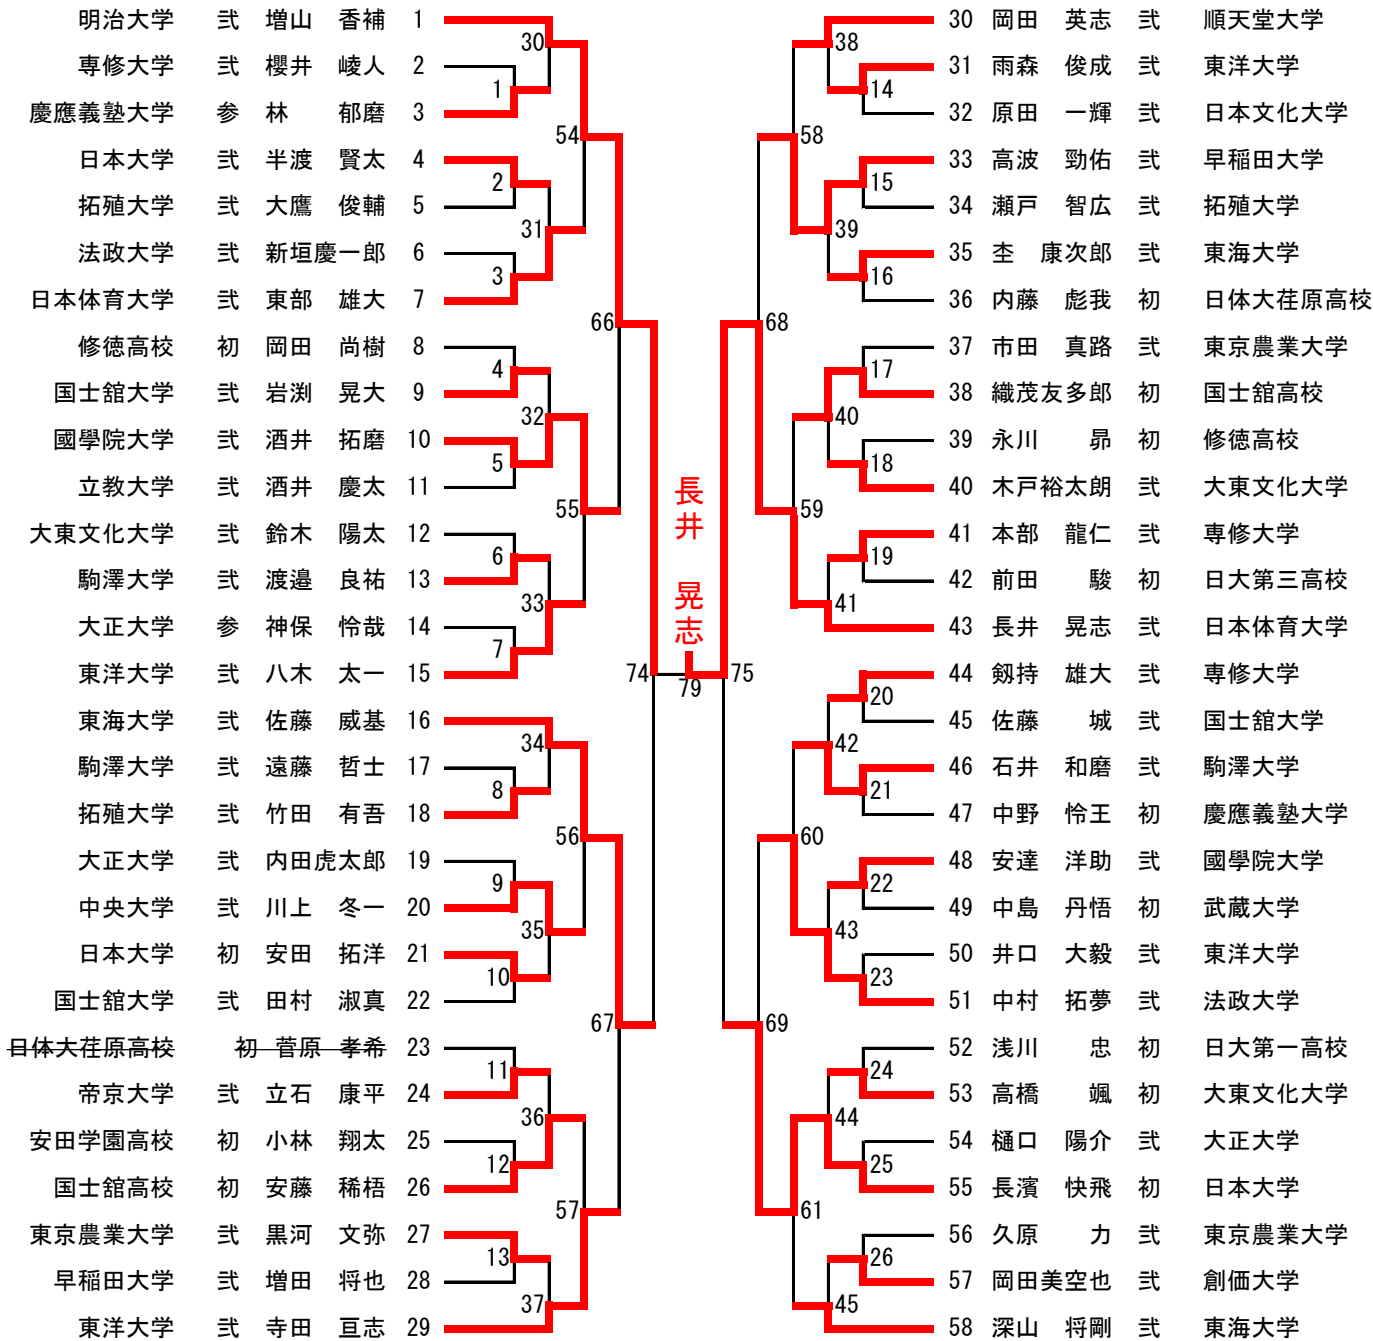 明治大学 弐 増山 香補 1
専修大学 弐 櫻井 崚人 2
慶應義塾大学 参 林 郁磨 3
日本大学 弐 半渡 賢太 4
拓殖大学 弐 大鷹 俊輔 5
法政大学 弐 新垣慶一郎 6
日本体育大学 弐 東部 雄大 7
修徳高校 初 岡田 尚樹 8
国士舘大学 弐 岩渕 晃大 9
國學院大学 弐 酒井 拓磨 10
立教大学 弐 酒井 慶太 11
大東文化大学 弐 鈴木 陽太 12
駒澤大学 弐 渡邉 良祐 13
大正大学 参 神保 怜哉 14
東洋大学 弐 八木 太一 15
東海大学 弐 佐藤 威基 16
駒澤大学 弐 遠藤 哲士 17
拓殖大学 弐 竹田 有吾 18
大正大学 弐 内田虎太郎 19
中央大学 弐 川上 冬一 20
日本大学 初 安田 拓洋 21
国士舘大学 弐 田村 淑真 22
日体大荏原高校 初 菅原 孝希 23
帝京大学 弐 立石 康平 24
安田学園高校 初 小林 翔太 25
国士舘高校 初 安藤 稀梧 26
東京農業大学 弐 黒河 文弥 27
早稲田大学 弐 増田 将也 28
東洋大学 弐 寺田 亘志 29
30
1
54
2
31
3
66
4
32
5
55
6
33
7
74
34
8
56
9
35
10
67
11
36
12
57
13
37
長井 晃志
79
75
38
14
58
15
39
16
68
17
40
18
59
19
41
20
42
21
60
22
43
23
69
24
44
25
61
26
45
30 岡田 英志 弐 順天堂大学
31 雨森 俊成 弐 東洋大学
32 原田 一輝 弐 日本文化大学
33 高波 勁佑 弐 早稲田大学
34 瀬戸 智広 弐 拓殖大学
35 杢 康次郎 弐 東海大学
36 内藤 彪我 初 日体大荏原高校
37 市田 真路 弐 東京農業大学
38 織茂友多郎 初 国士舘高校
39 永川 昴 初 修徳高校
40 木戸裕太朗 弐 大東文化大学
41 本部 龍仁 弐 専修大学
42 前田 駿 初 日大第三高校
43 長井 晃志 弐 日本体育大学
44 剱持 雄大 弐 専修大学
45 佐藤 城 弐 国士舘大学
46 石井 和磨 弐 駒澤大学
47 中野 怜王 初 慶應義塾大学
48 安達 洋助 弐 國學院大学
49 中島 丹悟 初 武蔵大学
50 井口 大毅 弐 東洋大学
51 中村 拓夢 弐 法政大学
52 浅川 忠 初 日大第一高校
53 高橋 颯 初 大東文化大学
54 樋口 陽介 弐 大正大学
55 長濱 快飛 初 日本大学
56 久原 力 弐 東京農業大学
57 岡田美空也 弐 創価大学
58 深山 将剛 弐 東海大学